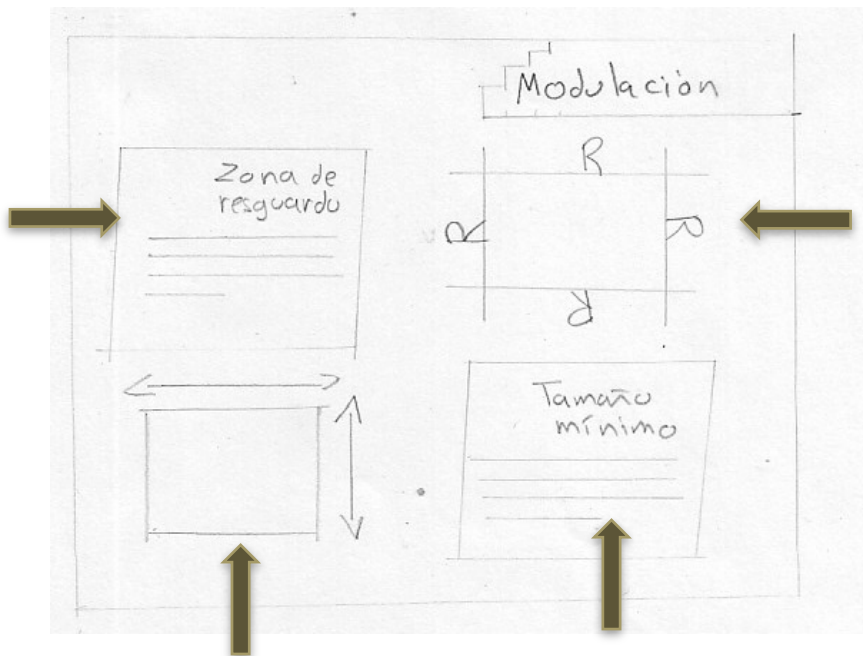 Modulación
Zona de
resguardo
R
R
R
R
Tamaño
mínimo